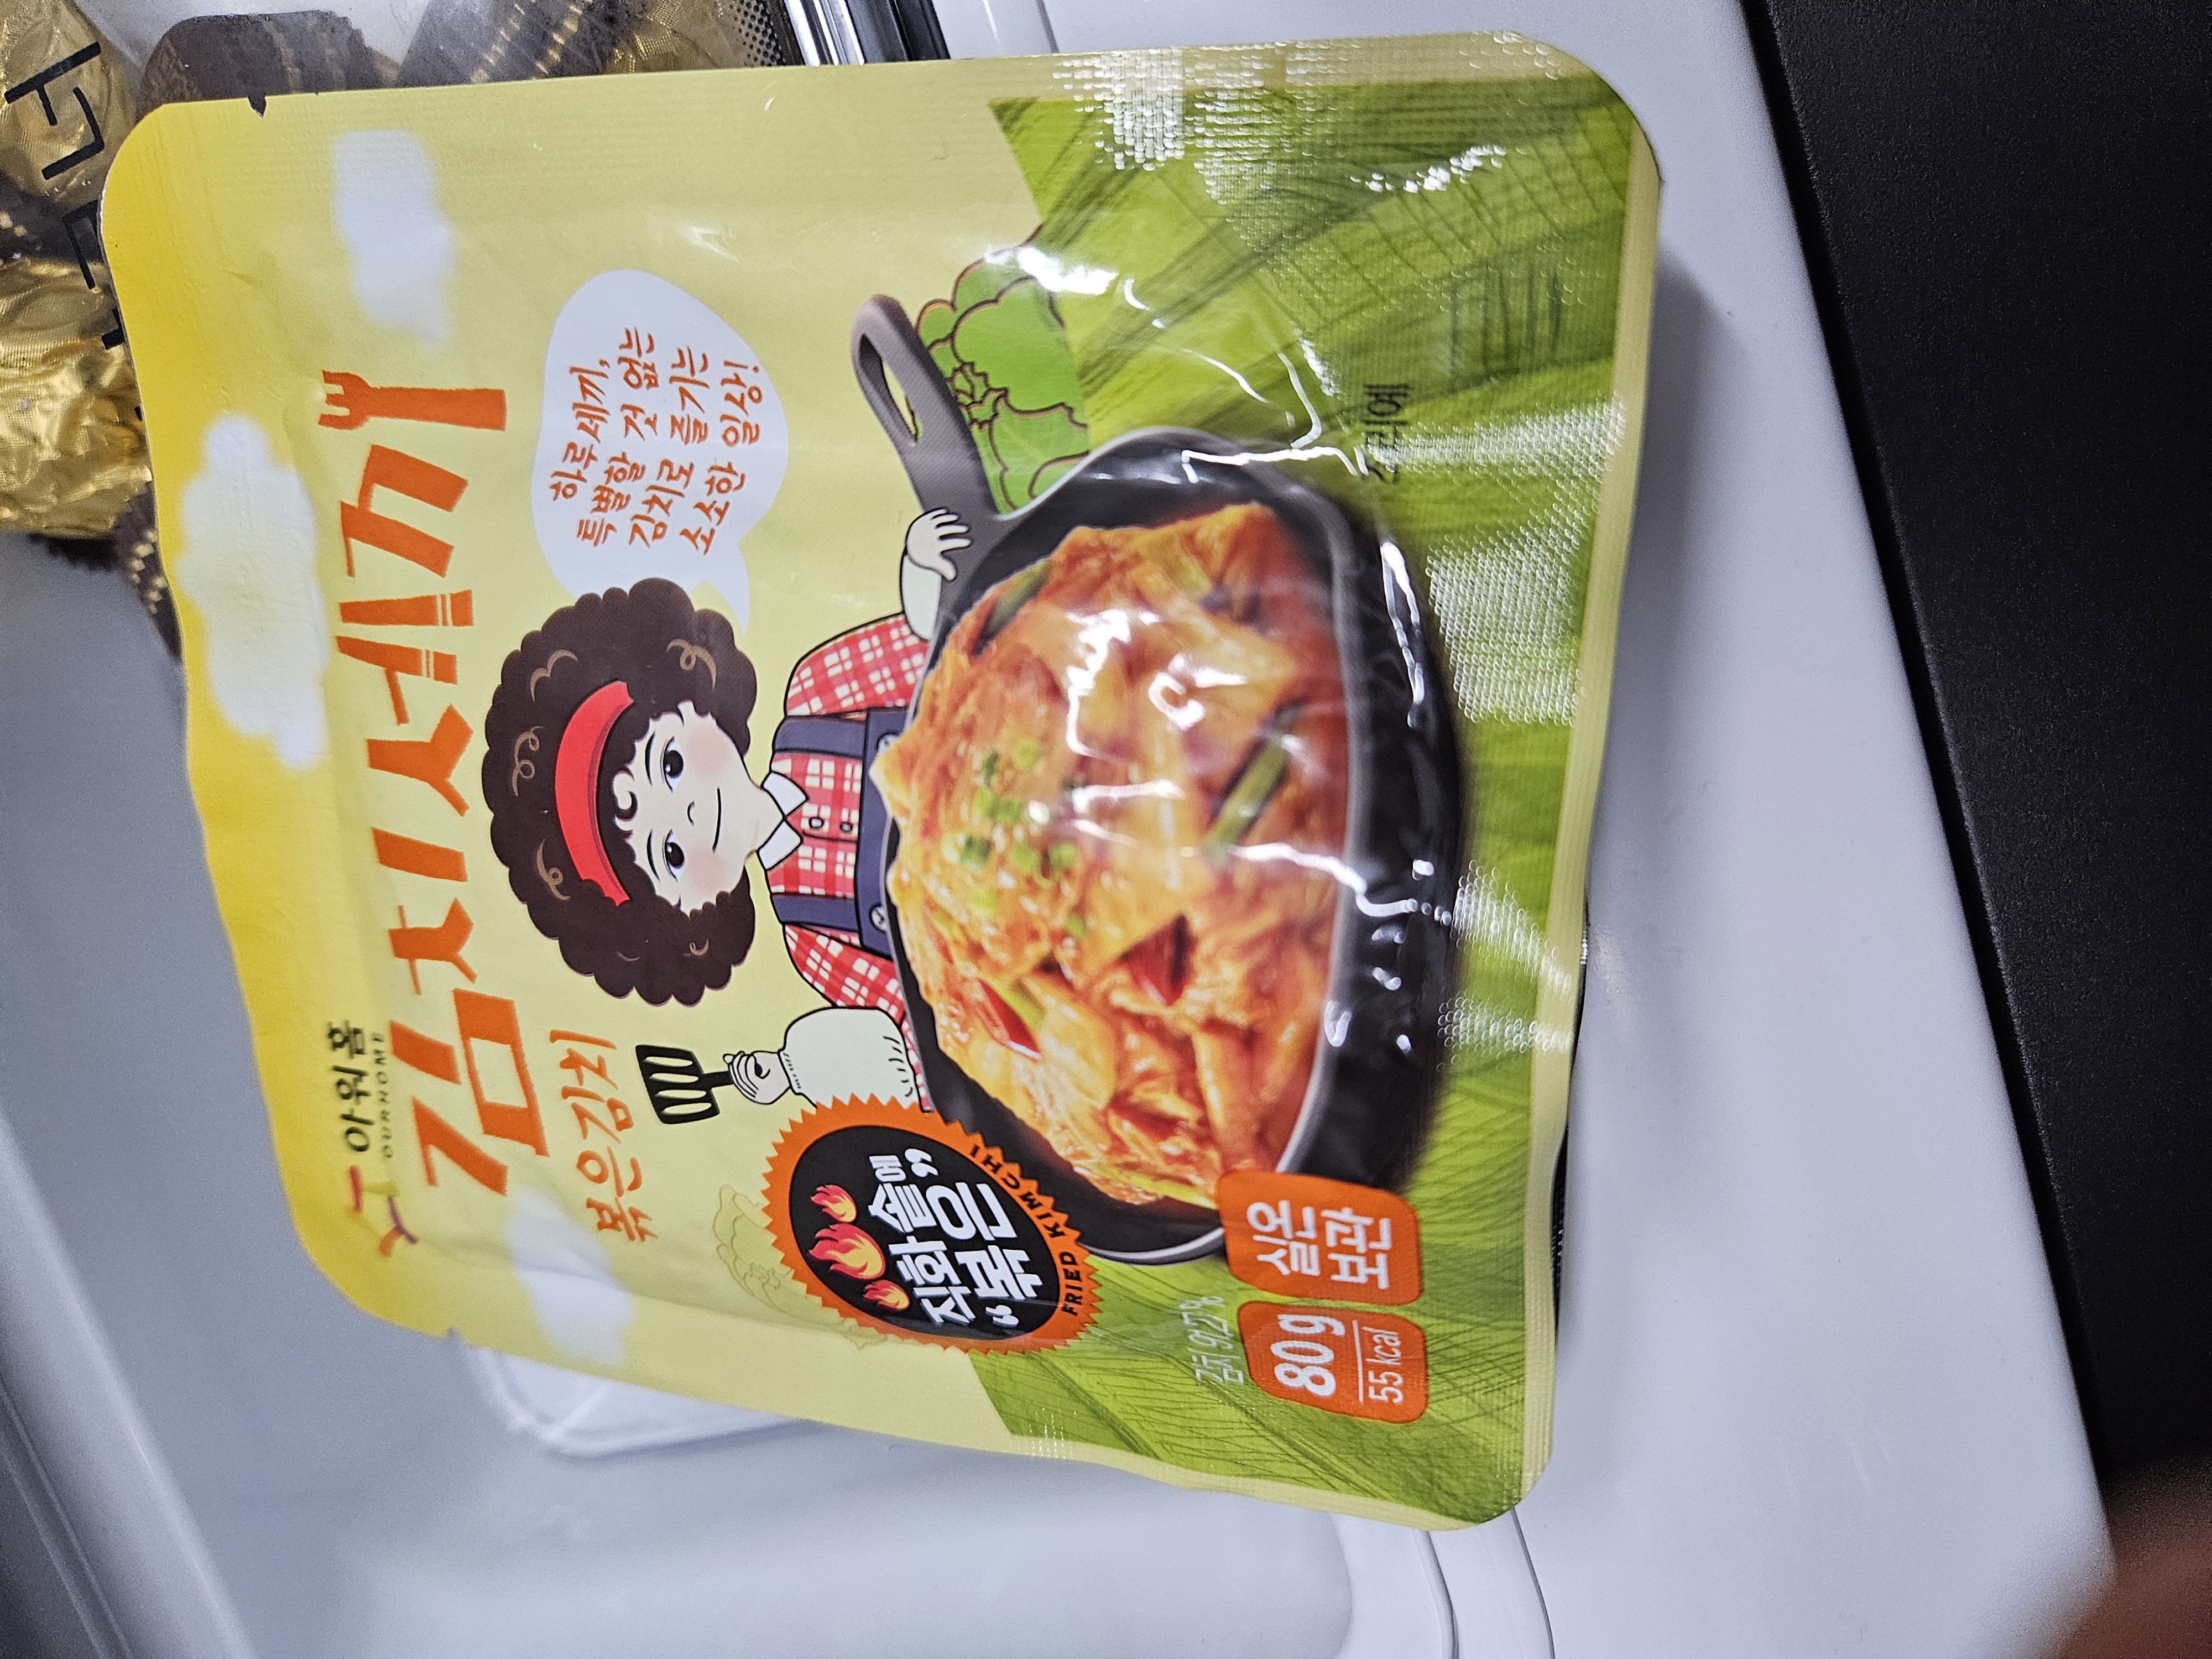 아워홈
OURHOME
김치세끼
볶은김치
하루세끼,
특별할 것 없는
김치로 즐기는
소소한 일상!
직화솥에
“볶은”
FRIED KIMCHI
김치 91.27%
80g
55 kcal
실온
보관